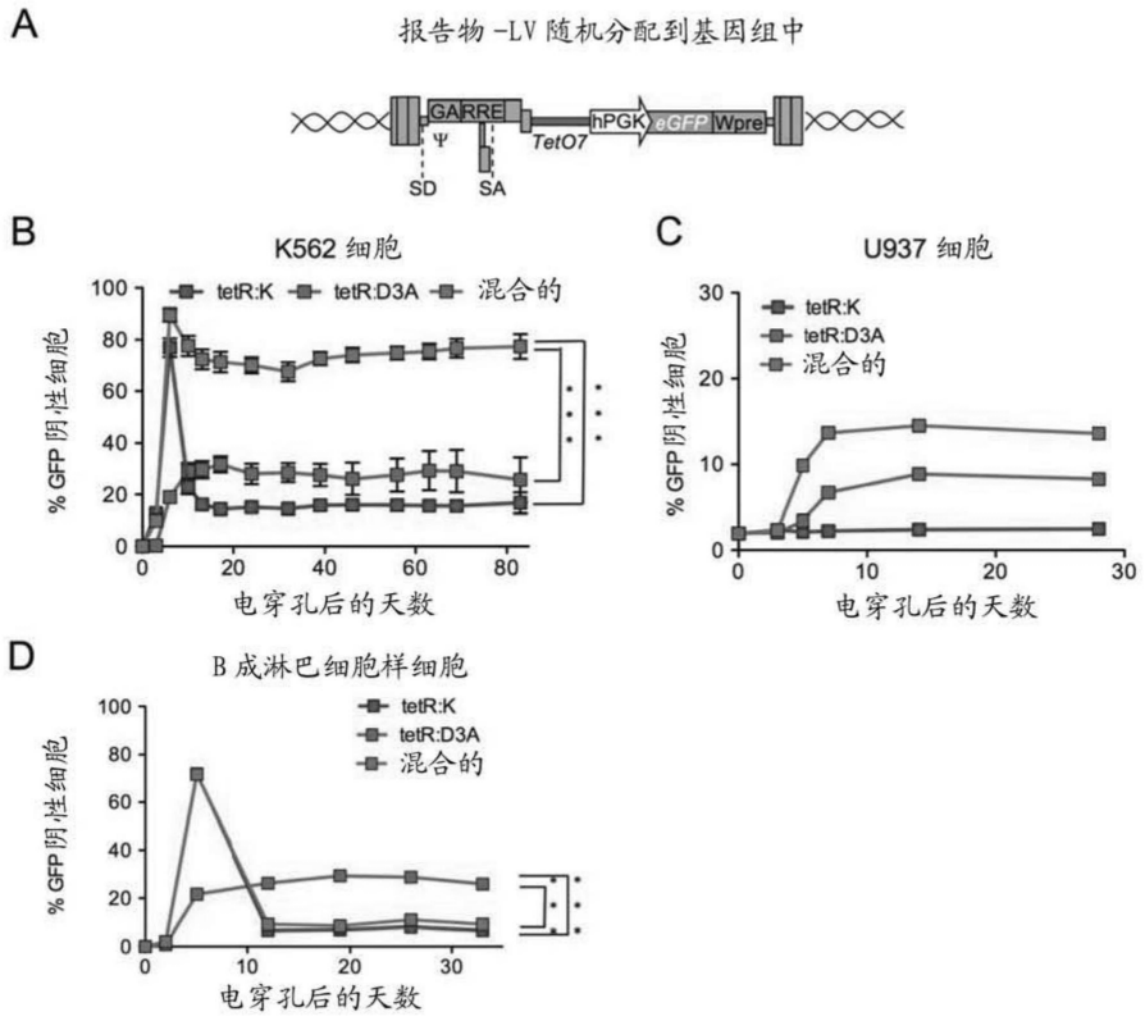 A
报告物-LV随机分配到基因组中
GA RRE hPGK eGFP Wpre
Ψ TetO7
SD SA
B
K562 细胞
tetR:K tetR:D3A 混合的
100
80
60
40
20
0
% GFP 阴性细胞
0 20 40 60 80
电穿孔后的天数
* * *
* * *
C
U937 细胞
tetR:K
tetR:D3A
混合的
30
20
10
0
% GFP 阴性细胞
0 10 20 30
电穿孔后的天数
D
B 成淋巴细胞样细胞
tetR:K
tetR:D3A
混合的
100
80
60
40
20
0
% GFP 阴性细胞
0 10 20 30
电穿孔后的天数
* * *
* * *